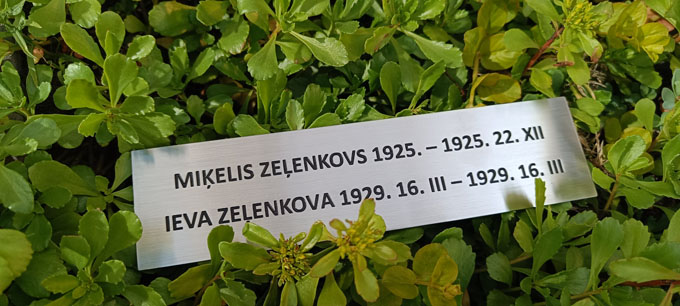 MIĶELIS ZEĻENKOVS 1925. – 1925. 22. XII
IEVA ZEĻENKOVA 1929. 16. III – 1929. 16. III